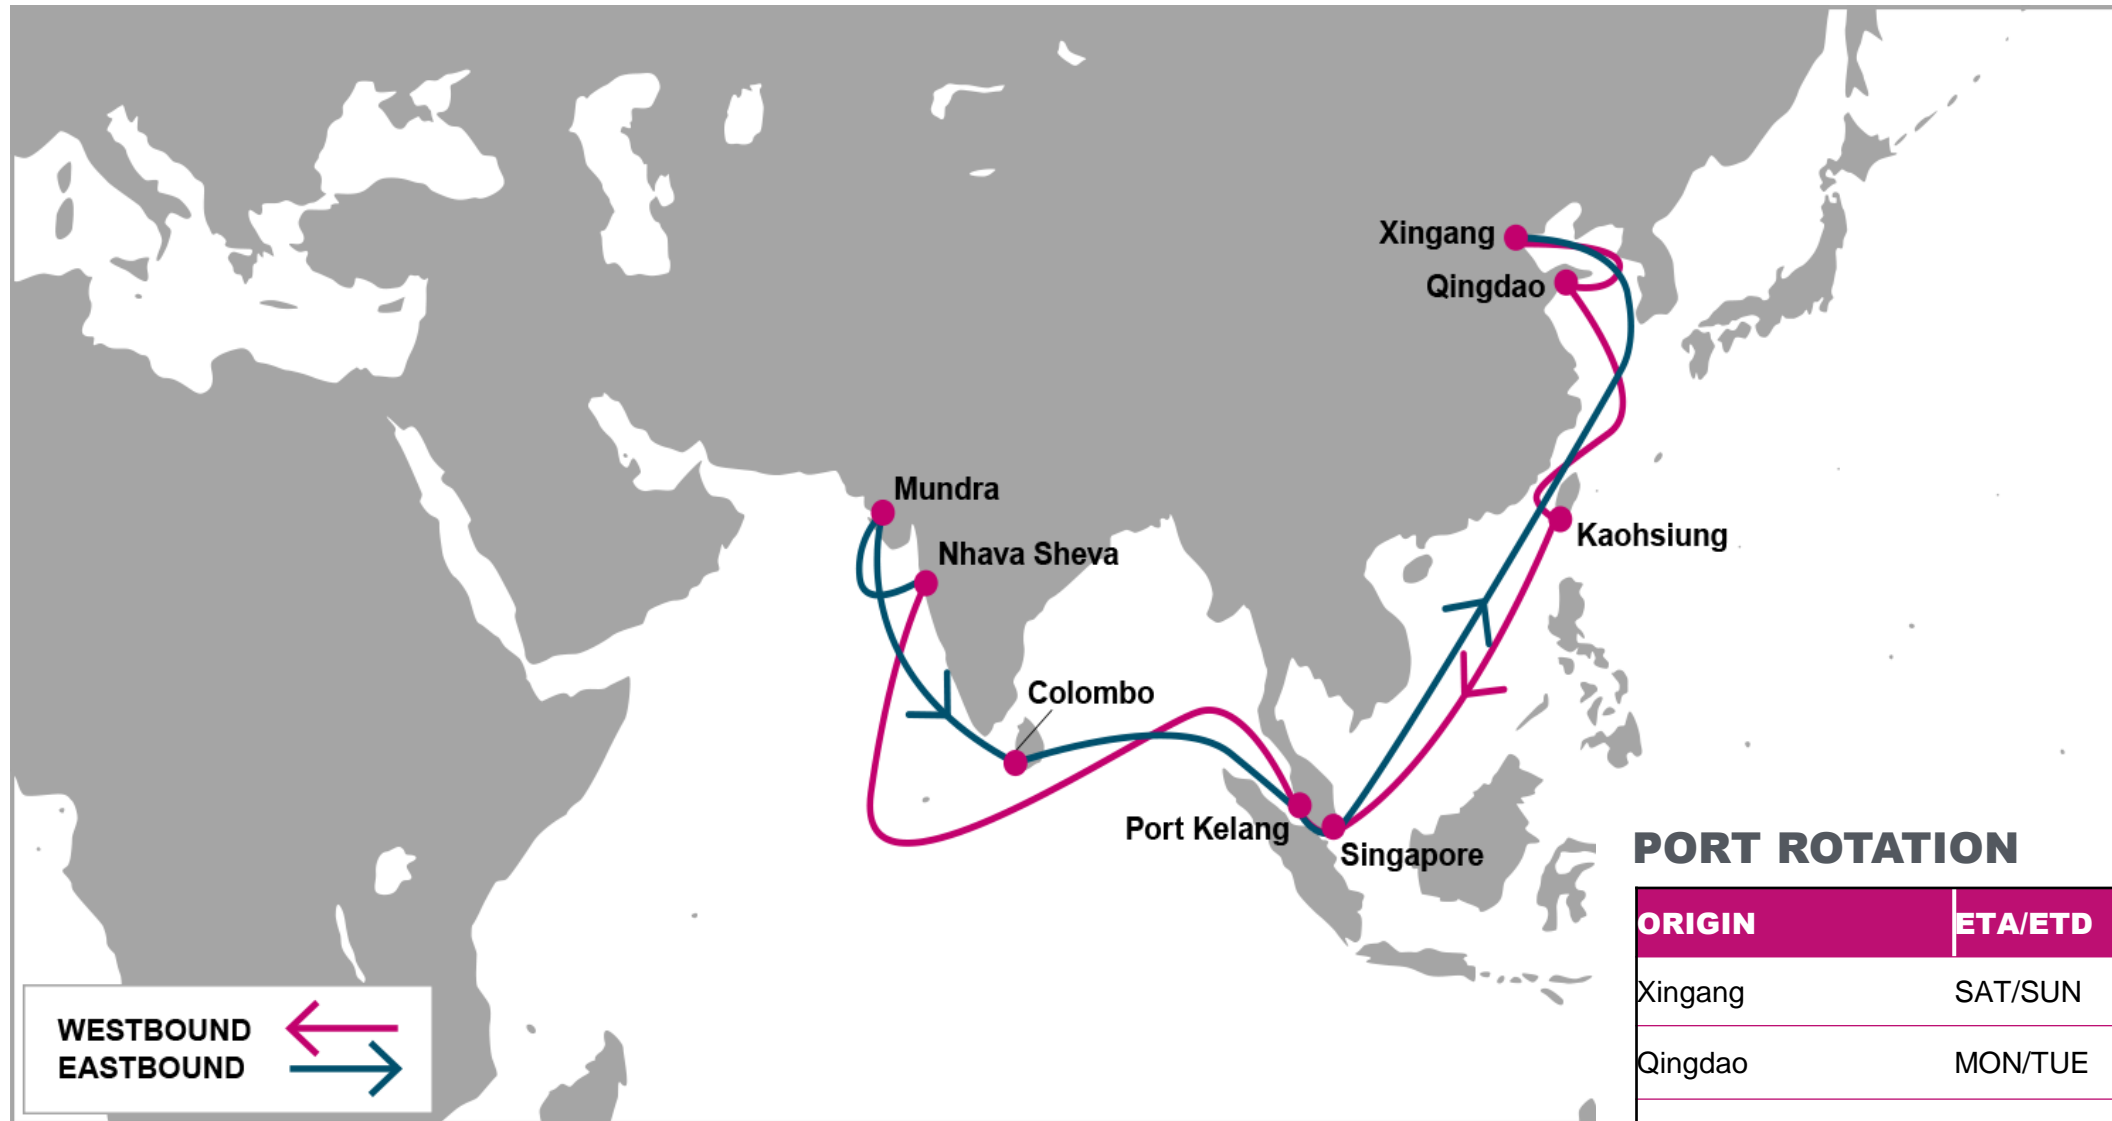 Xingang
Qingdao
Mundra
Nhava Sheva
Kaohsiung
Colombo
Port Kelang
Singapore
WESTBOUND
EASTBOUND
PORT ROTATION
ORIGIN ETA/ETD
Xingang SAT/SUN
Qingdao MON/TUE